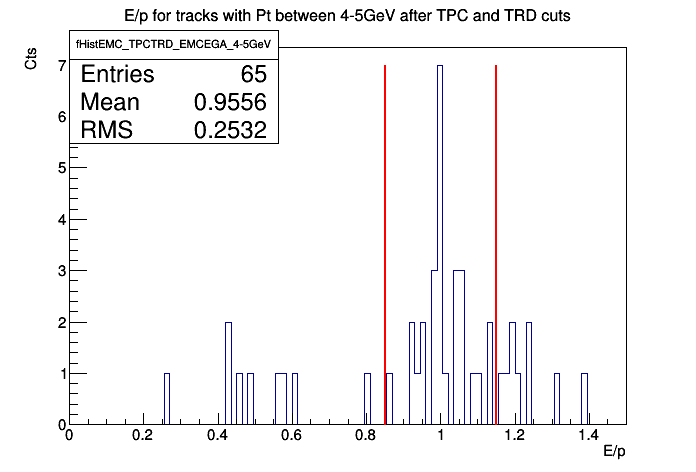 E/p for tracks with Pt between 4-5GeV after TPC and TRD cuts
fHistEMC_TPCTRD_EMCEGA_4-5GeV
Entries 65
Mean 0.9556
RMS 0.2532
Cts
7
6
5
4
3
2
1
0
0 0.2 0.4 0.6 0.8 1 1.2 1.4
E/p